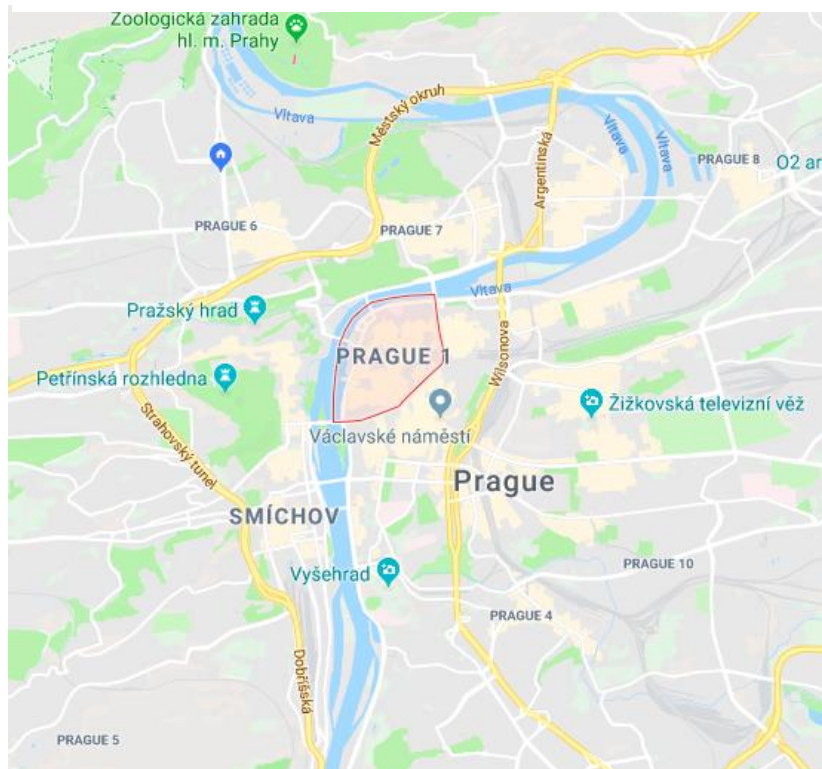 Zoologická zahrada
hl. m. Prahy
Městský okruh
Vltava
Vltava
Vltava
Argentinská
PRAGUE 8
O2 ar
PRAGUE 6
PRAGUE 7
Vltava
Pražský hrad
PRAGUE 1
Wilsonova
Petřínská rozhledna
Žižkovská televizní věž
Strahovský tunel
Václavské náměstí
Prague
SMÍCHOV
Vyšehrad
PRAGUE 10
PRAGUE 4
Dobříšská
PRAGUE 5